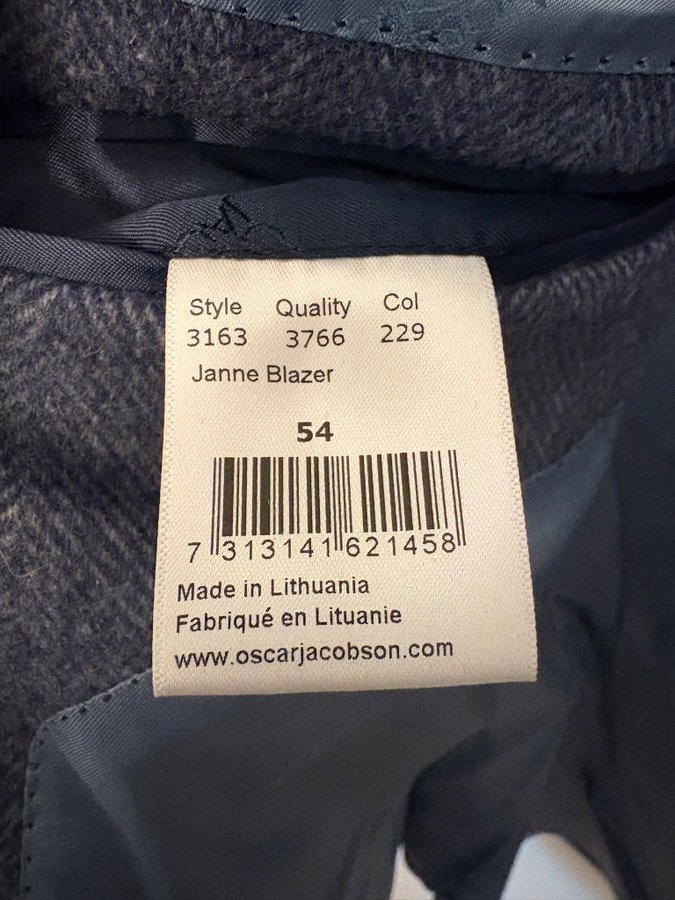 Style Quality Col
3163 3766 229
Janne Blazer
54
7 313141 621458
Made in Lithuania
Fabriqué en Lituanie
www.oscarjacobson.com